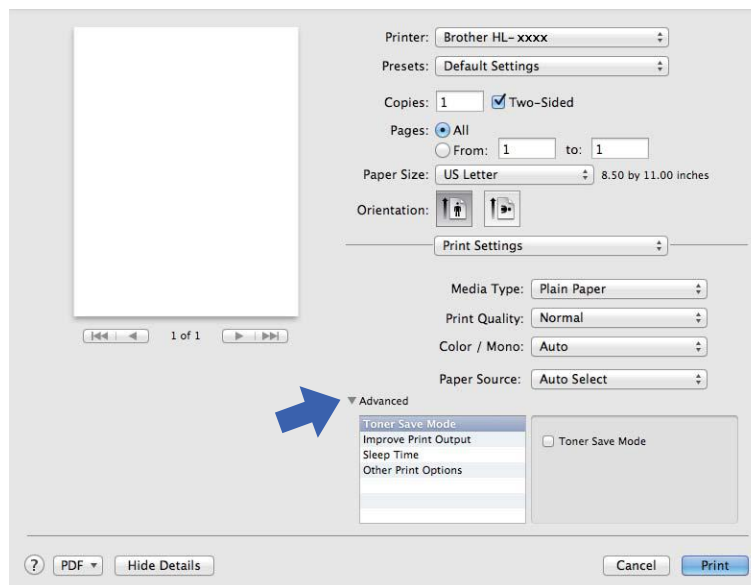 Printer: Brother HL-xxxx
Presets: Default Settings
Copies: 1 Two-Sided
Pages: All
From: 1 to: 1
Paper Size: US Letter 8.50 by 11.00 inches
Orientation:
Print Settings
Media Type: Plain Paper
Print Quality: Normal
1 of 1
Color / Mono: Auto
Paper Source: Auto Select
Advanced
Toner Save Mode
Improve Print Output
Sleep Time
Other Print Options
Toner Save Mode
? PDF Hide Details Cancel Print